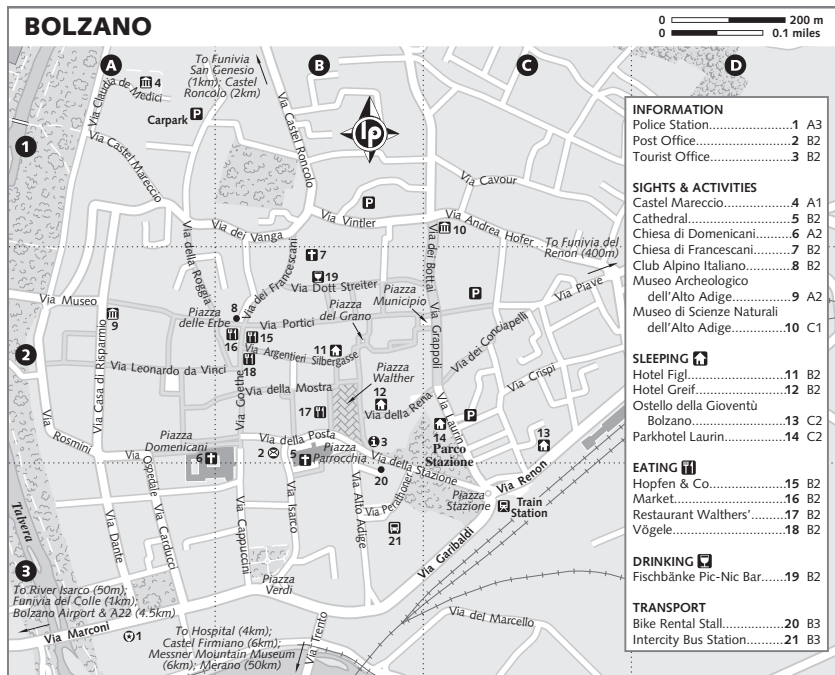 BOLZANO
0 200 m
0 0.1 miles
A
B
C
D
1
2
3
To Funivia
San Genesio
(1km); Castel
Roncolo (2km)
Via Claudia de' Medici
4
Carpark P
Via Castel Mareccio
Via Castel Roncolo
lp
P
Via Cavour
Via Vintler
Via Andrea Hofer
10
Via dei Vanga
To Funivia del
Renon (400m)
7
19
Via della Roggia
Via dei Francescani
Via Dott Streiter
Via dei Bottai
Piazza
Municipio
P
Via Piave
Via Museo
9
Piazza
delle Erbe
8
Piazza
del Grano
Via Portici
15
16
Via Argentieri Silbergasse
11
Via Grappoli
Via dei Conciapelli
Via Leonardo da Vinci
18
Via Casa di Risparmio
Via Goethe
Piazza
Walther
12
Via della Mostra
17
Via della Rena
Via Crispi
Via Laurin
P
13
14
Parco
Stazione
Via Rosmini
Piazza
Domenicani
6
Via Ospedale
Via della Posta
2
5
Piazza
Parrocchia
3
Via della Stazione
20
Via Renon
Via Perathoner
Piazza
Stazione
Train
Station
21
Talvera
Via Dante
Via Carducci
Via Cappuccini
Via Isarco
Via Alto Adige
Via Garibaldi
Piazza
Verdi
To River Isarco (50m);
Funivia del Colle (1km);
Bolzano Airport & A22 (4.5km)
Via Marconi
1
To Hospital (4km);
Castel Firmiano (6km);
Messner Mountain Museum
(6km); Merano (50km)
Via Trento
Via del Marcello
INFORMATION
Police Station..............................1 A3
Post Office..................................2 B2
Tourist Office.............................3 B2
SIGHTS & ACTIVITIES
Castel Mareccio.........................4 A1
Cathedral....................................5 B2
Chiesa di Domenicani...............6 A2
Chiesa di Francescani...............7 B2
Club Alpino Italiano..................8 B2
Museo Archeologico
dell'Alto Adige......................9 A2
Museo di Scienze Naturali
dell'Alto Adige....................10 C1
SLEEPING
Hotel Figl..................................11 B2
Hotel Greif...............................12 B2
Ostello della Gioventù
Bolzano...............................13 C2
Parkhotel Laurin......................14 C2
EATING
Hopfen & Co............................15 B2
Market......................................16 B2
Restaurant Walthers'...............17 B2
Vögele......................................18 B2
DRINKING
Fischbänke Pic-Nic Bar......19 B2
TRANSPORT
Bike Rental Stall.......................20 B3
Intercity Bus Station................21 B3